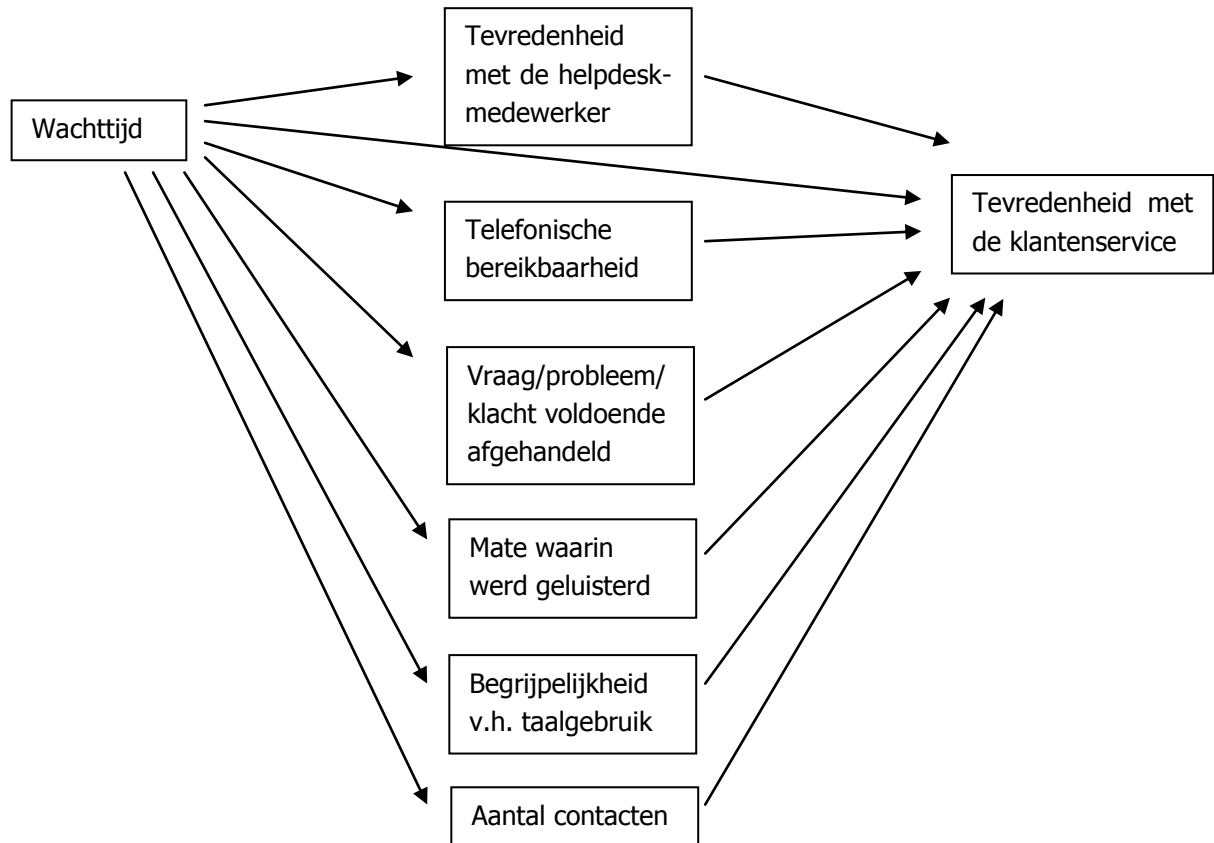 Tevredenheid
met de helpdesk-
medewerker
Wachttijd
Tevredenheid met
de klantenservice
Telefonische
bereikbaarheid
Vraag/probleem/
klacht voldoende
afgehandeld
Mate waarin
werd geluisterd
Begrijpelijkheid
v.h. taalgebruik
Aantal contacten